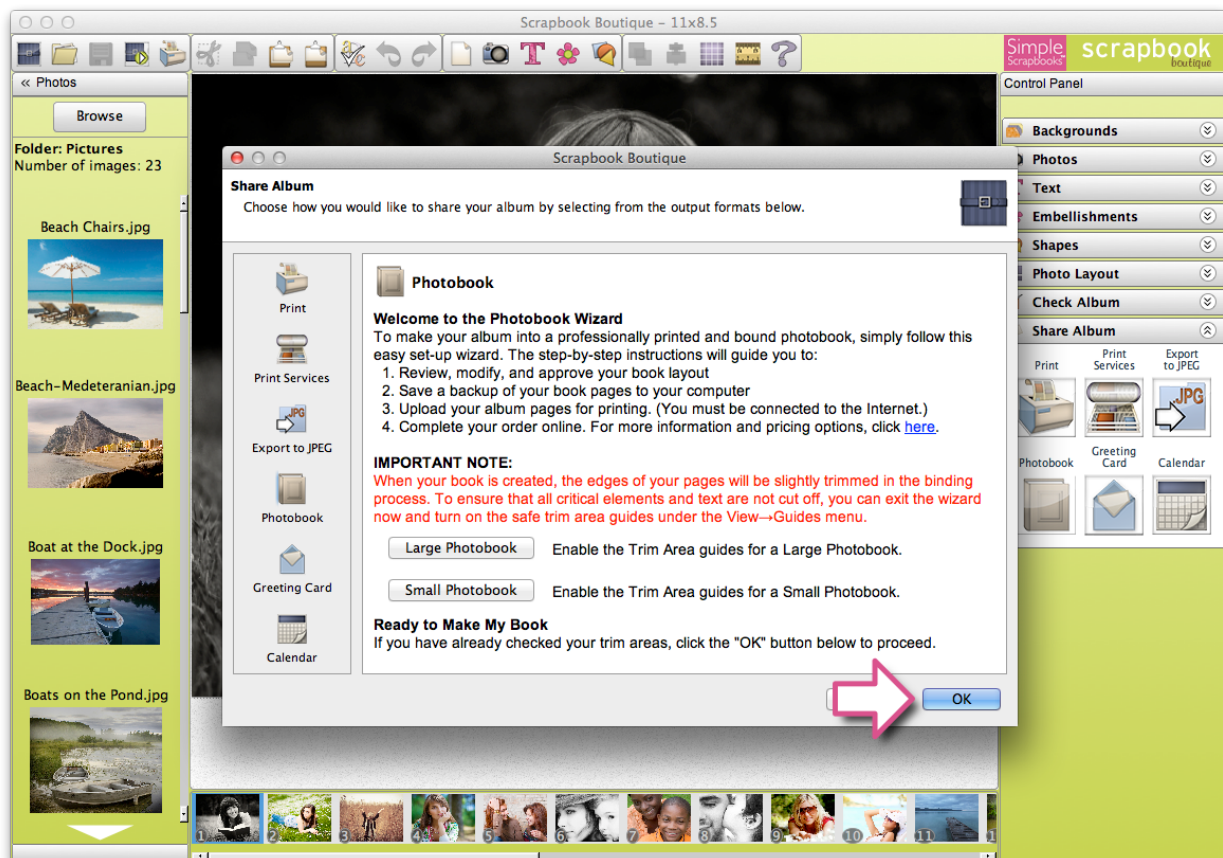 Scrapbook Boutique – 11x8.5
Simple
Scrapbooks
scrapbook
boutique
« Photos
Browse
Folder: Pictures
Number of images: 23
Beach Chairs.jpg
Beach-Medeteranian.jpg
Boat at the Dock.jpg
Boats on the Pond.jpg
Scrapbook Boutique
Share Album
Choose how you would like to share your album by selecting from the output formats below.
Print
Print Services
JPG
Export to JPEG
Photobook
Greeting Card
Calendar
Photobook
Welcome to the Photobook Wizard
To make your album into a professionally printed and bound photobook, simply follow this
easy set-up wizard. The step-by-step instructions will guide you to:
1. Review, modify, and approve your book layout
2. Save a backup of your book pages to your computer
3. Upload your album pages for printing. (You must be connected to the Internet.)
4. Complete your order online. For more information and pricing options, click here.
IMPORTANT NOTE:
When your book is created, the edges of your pages will be slightly trimmed in the binding
process. To ensure that all critical elements and text are not cut off, you can exit the wizard
now and turn on the safe trim area guides under the View→Guides menu.
Large Photobook Enable the Trim Area guides for a Large Photobook.
Small Photobook Enable the Trim Area guides for a Small Photobook.
Ready to Make My Book
If you have already checked your trim areas, click the "OK" button below to proceed.
OK
Control Panel
Backgrounds
Photos
Text
Embellishments
Shapes
Photo Layout
Check Album
Share Album
Print
Print
Services
Export
to JPEG
JPG
Photobook
Greeting
Card
Calendar
1 2 3 4 5 6 7 8 9 10 11 1